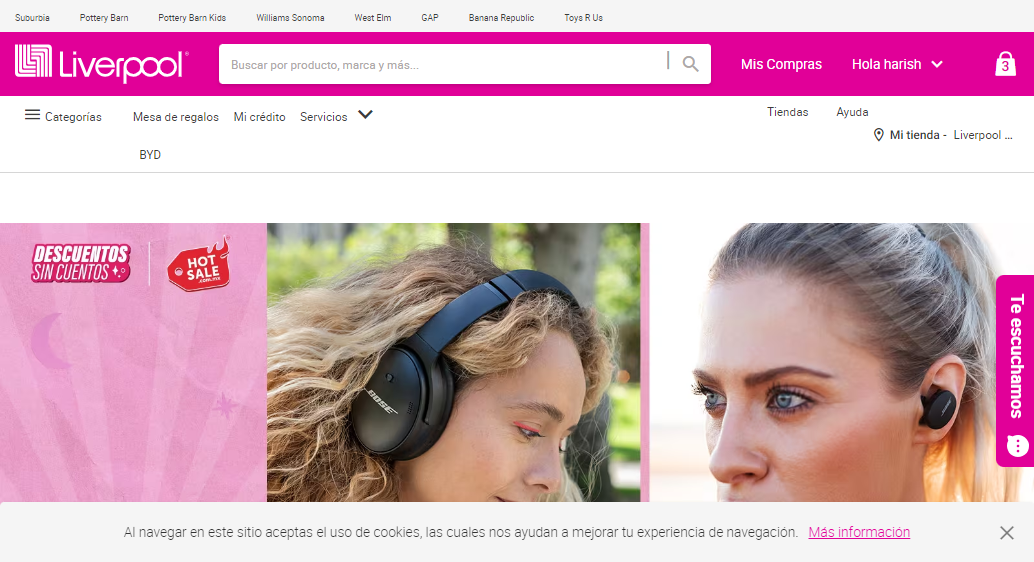 Suburbia Pottery Barn Pottery Barn Kids Williams Sonoma West Elm GAP Banana Republic Toys R Us
Liverpool® Buscar por producto, marca y más... Mis Compras Hola harish 3
Categorías Mesa de regalos Mi crédito Servicios Tiendas Ayuda
Mi tienda - Liverpool ...
BYD
DESCUENTOS
SIN CUENTOS
HOT
SALE
BOSE
BOSE
Te escuchamos
Al navegar en este sitio aceptas el uso de cookies, las cuales nos ayudan a mejorar tu experiencia de navegación. Más información